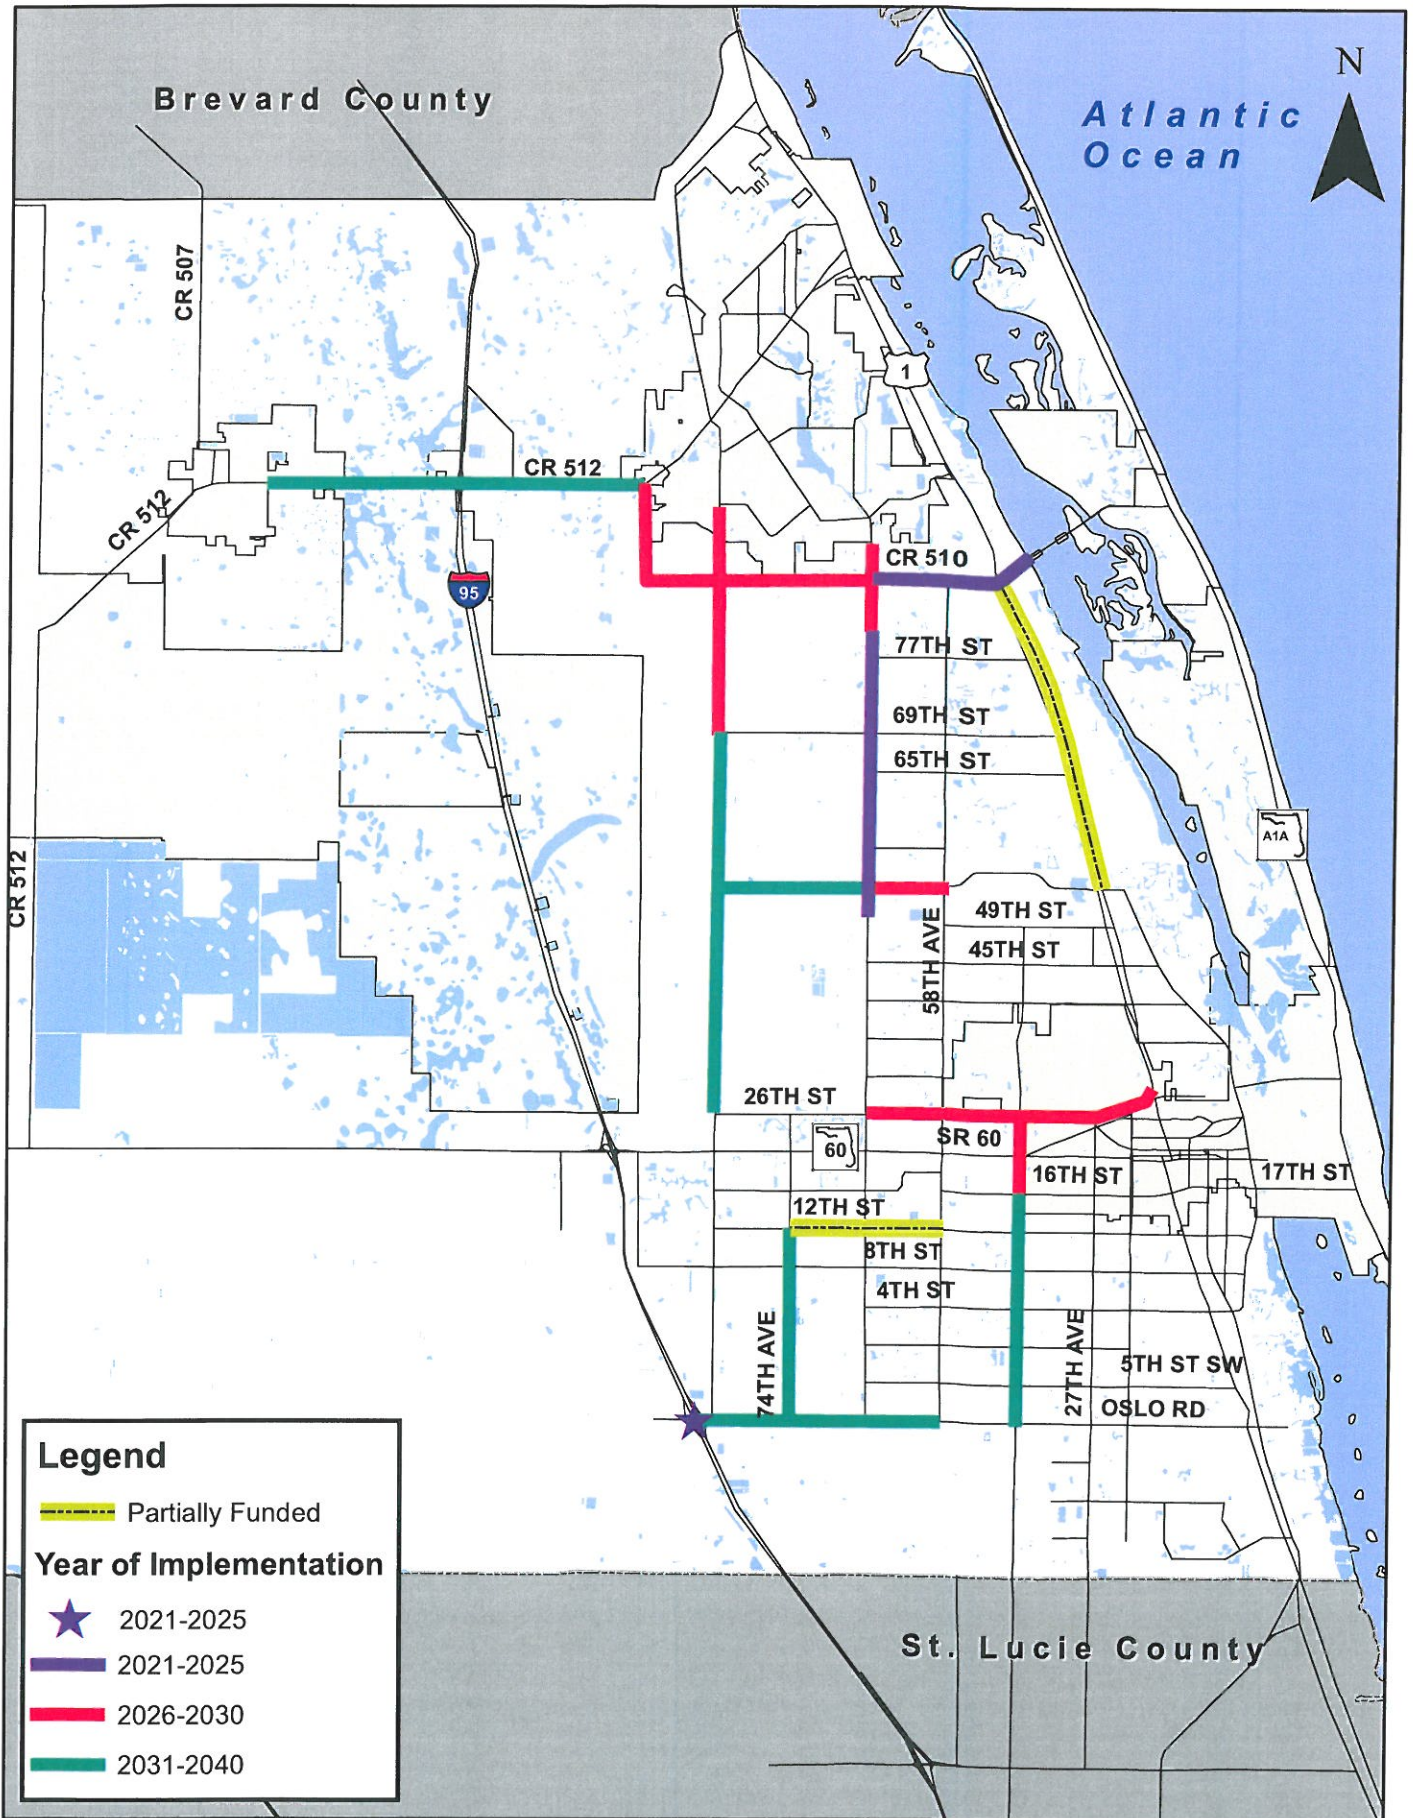 Brevard County
N
Atlantic
Ocean
CR 507
1
CR 512
CR 512
CR 510
95
77TH ST
69TH ST
65TH ST
A1A
CR 512
49TH ST
58TH AVE
45TH ST
26TH ST
SR 60
60
16TH ST
17TH ST
12TH ST
8TH ST
4TH ST
74TH AVE
27TH AVE
5TH ST SW
OSLO RD
Legend
Partially Funded
Year of Implementation
2021-2025
2021-2025
2026-2030
2031-2040
St. Lucie County